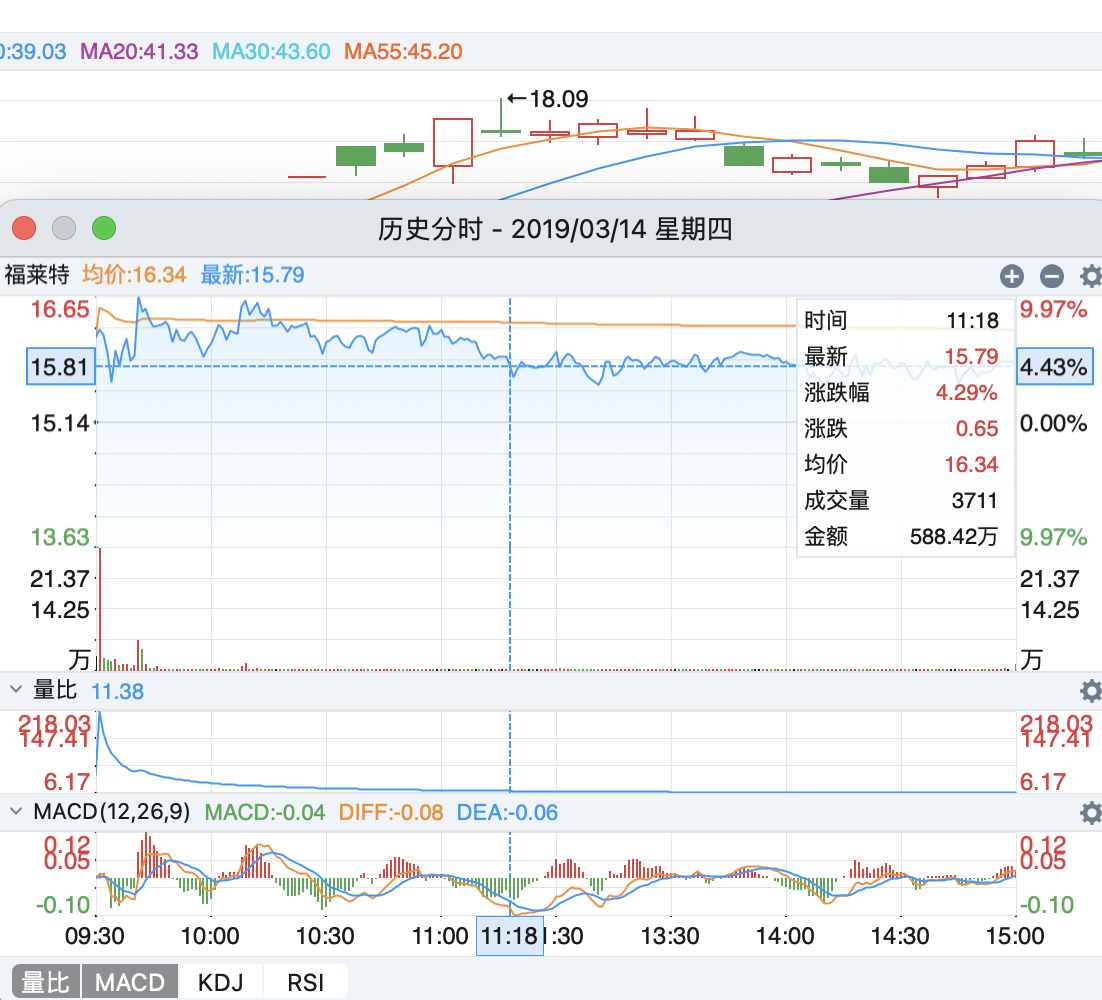 0:39.03 MA20:41.33 MA30:43.60 MA55:45.20
←18.09
历史分时 - 2019/03/14 星期四
福莱特 均价:16.34 最新:15.79
16.65 9.97%
时间 11:18
最新 15.79
15.81 4.43%
涨跌幅 4.29%
15.14 0.00%
涨跌 0.65
均价 16.34
成交量 3711
13.63 金额 588.42万 9.97%
21.37 21.37
14.25 14.25
万 万
量比 11.38
218.03 218.03
147.41 147.41
6.17 6.17
MACD(12,26,9) MACD:-0.04 DIFF:-0.08 DEA:-0.06
0.12 0.12
0.05 0.05
-0.10 -0.10
09:30 10:00 10:30 11:00 11:18 1:30 13:30 14:00 14:30 15:00
量比 MACD KDJ RSI